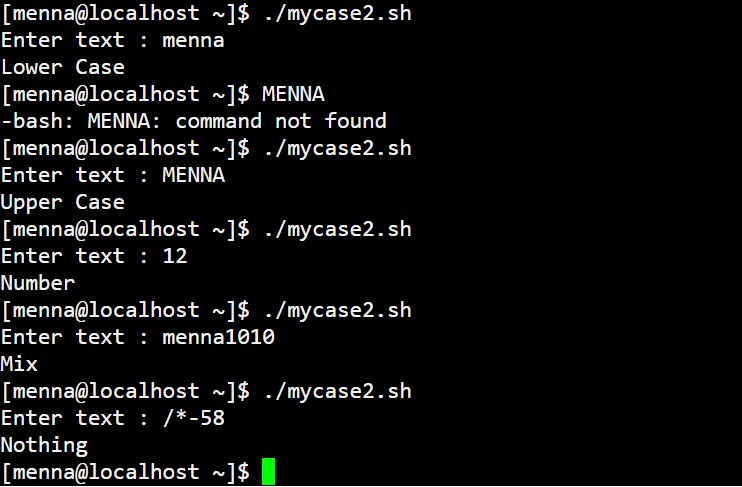 [menna@localhost ~]$ ./mycase2.sh
Enter text : menna
Lower Case
[menna@localhost ~]$ MENNA
-bash: MENNA: command not found
[menna@localhost ~]$ ./mycase2.sh
Enter text : MENNA
Upper Case
[menna@localhost ~]$ ./mycase2.sh
Enter text : 12
Number
[menna@localhost ~]$ ./mycase2.sh
Enter text : menna1010
Mix
[menna@localhost ~]$ ./mycase2.sh
Enter text : /*-58
Nothing
[menna@localhost ~]$